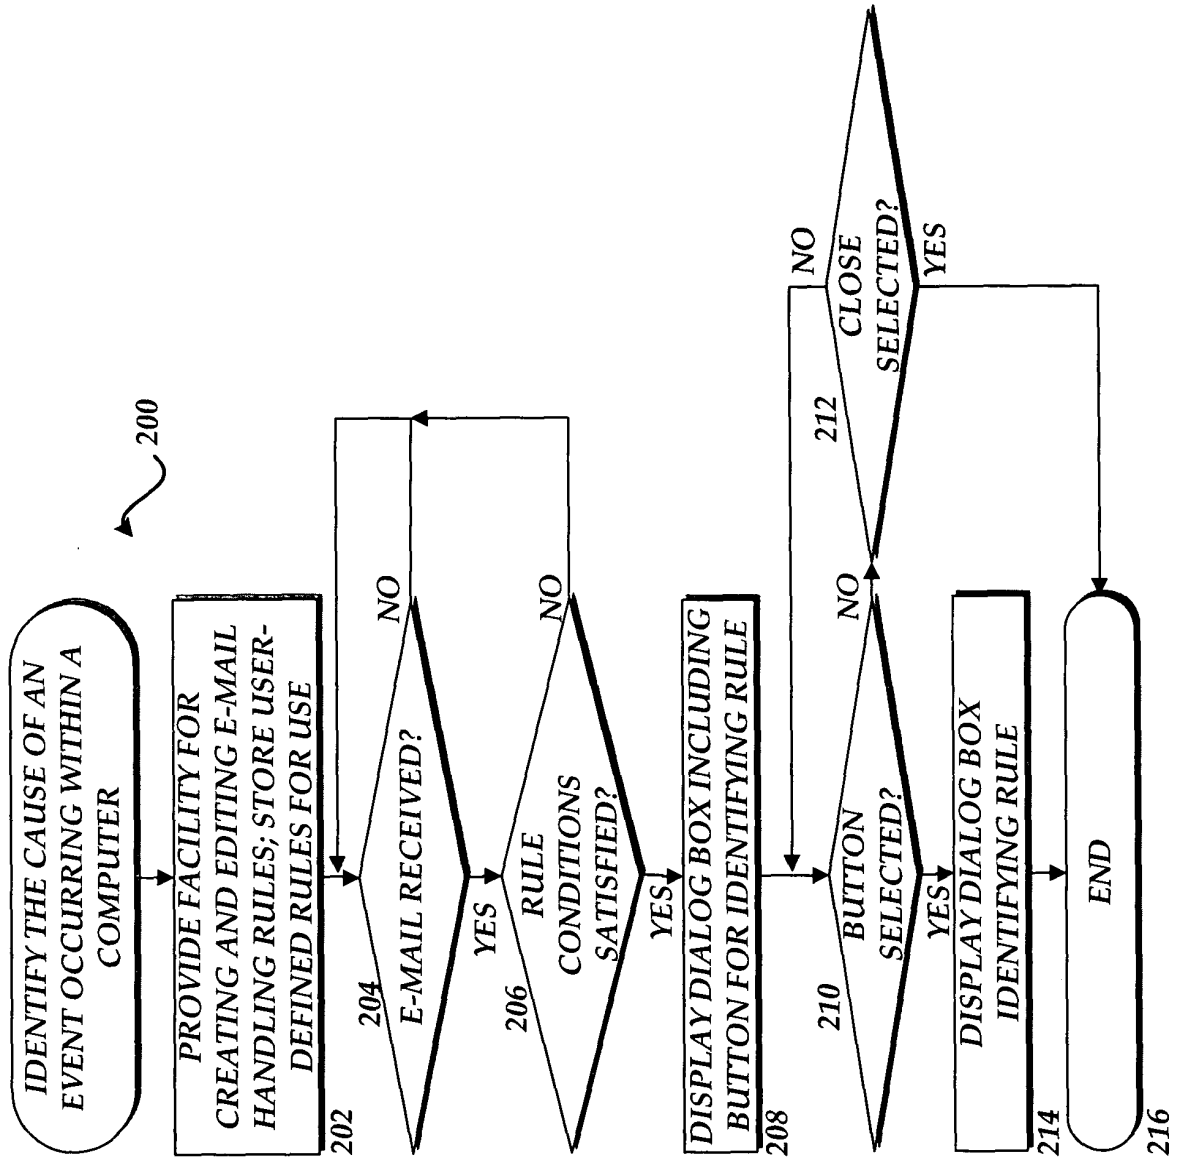 200
IDENTIFY THE CAUSE OF AN
EVENT OCCURRING WITHIN A
COMPUTER
PROVIDE FACILITY FOR
CREATING AND EDITING E-MAIL
HANDLING RULES; STORE USER-
DEFINED RULES FOR USE
202
204
E-MAIL RECEIVED?
NO
YES
206
RULE
CONDITIONS
SATISFIED?
NO
YES
DISPLAY DIALOG BOX INCLUDING
BUTTON FOR IDENTIFYING RULE
208
210
BUTTON
SELECTED?
NO
YES
212
CLOSE
SELECTED?
NO
YES
DISPLAY DIALOG BOX
IDENTIFYING RULE
214
END
216